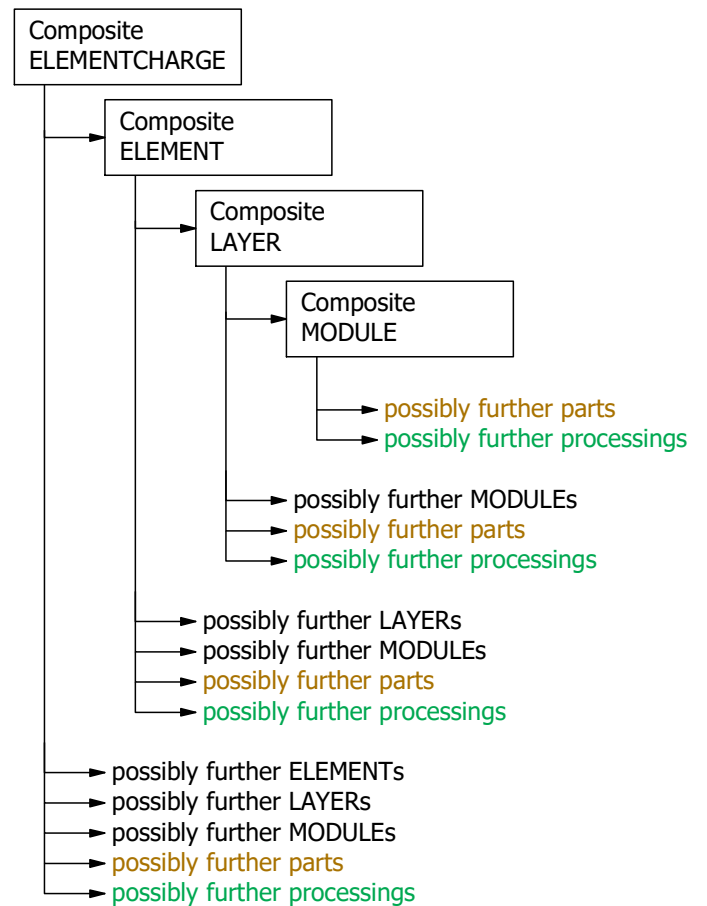 Composite
ELEMENTCHARGE
Composite
ELEMENT
Composite
LAYER
Composite
MODULE
possibly further parts
possibly further processings
possibly further MODULEs
possibly further parts
possibly further processings
possibly further LAYERs
possibly further MODULEs
possibly further parts
possibly further processings
possibly further ELEMENTs
possibly further LAYERs
possibly further MODULEs
possibly further parts
possibly further processings